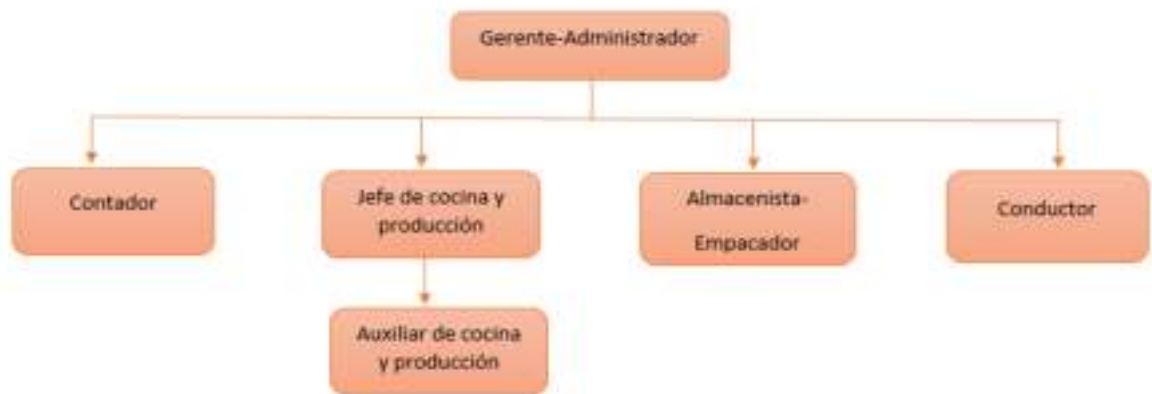 Gerente-Administrador
Contador
Jefe de cocina y
producción
Almacenista-
Empacador
Conductor
Auxiliar de cocina
y producción